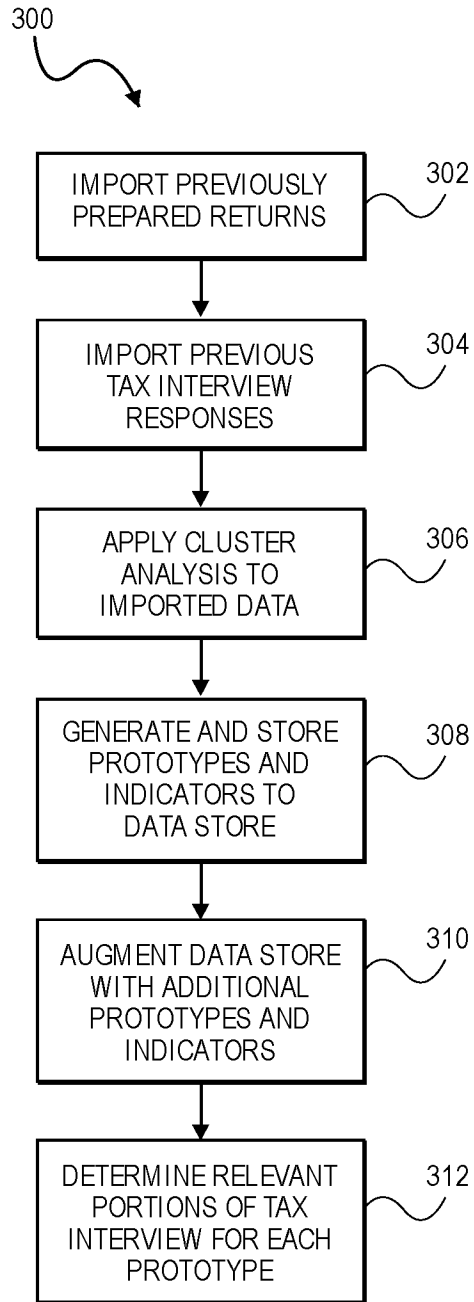 300
IMPORT PREVIOUSLY
PREPARED RETURNS
302
IMPORT PREVIOUS
TAX INTERVIEW
RESPONSES
304
APPLY CLUSTER
ANALYSIS TO
IMPORTED DATA
306
GENERATE AND STORE
PROTOTYPES AND
INDICATORS TO
DATA STORE
308
AUGMENT DATA STORE
WITH ADDITIONAL
PROTOTYPES AND
INDICATORS
310
DETERMINE RELEVANT
PORTIONS OF TAX
INTERVIEW FOR EACH
PROTOTYPE
312